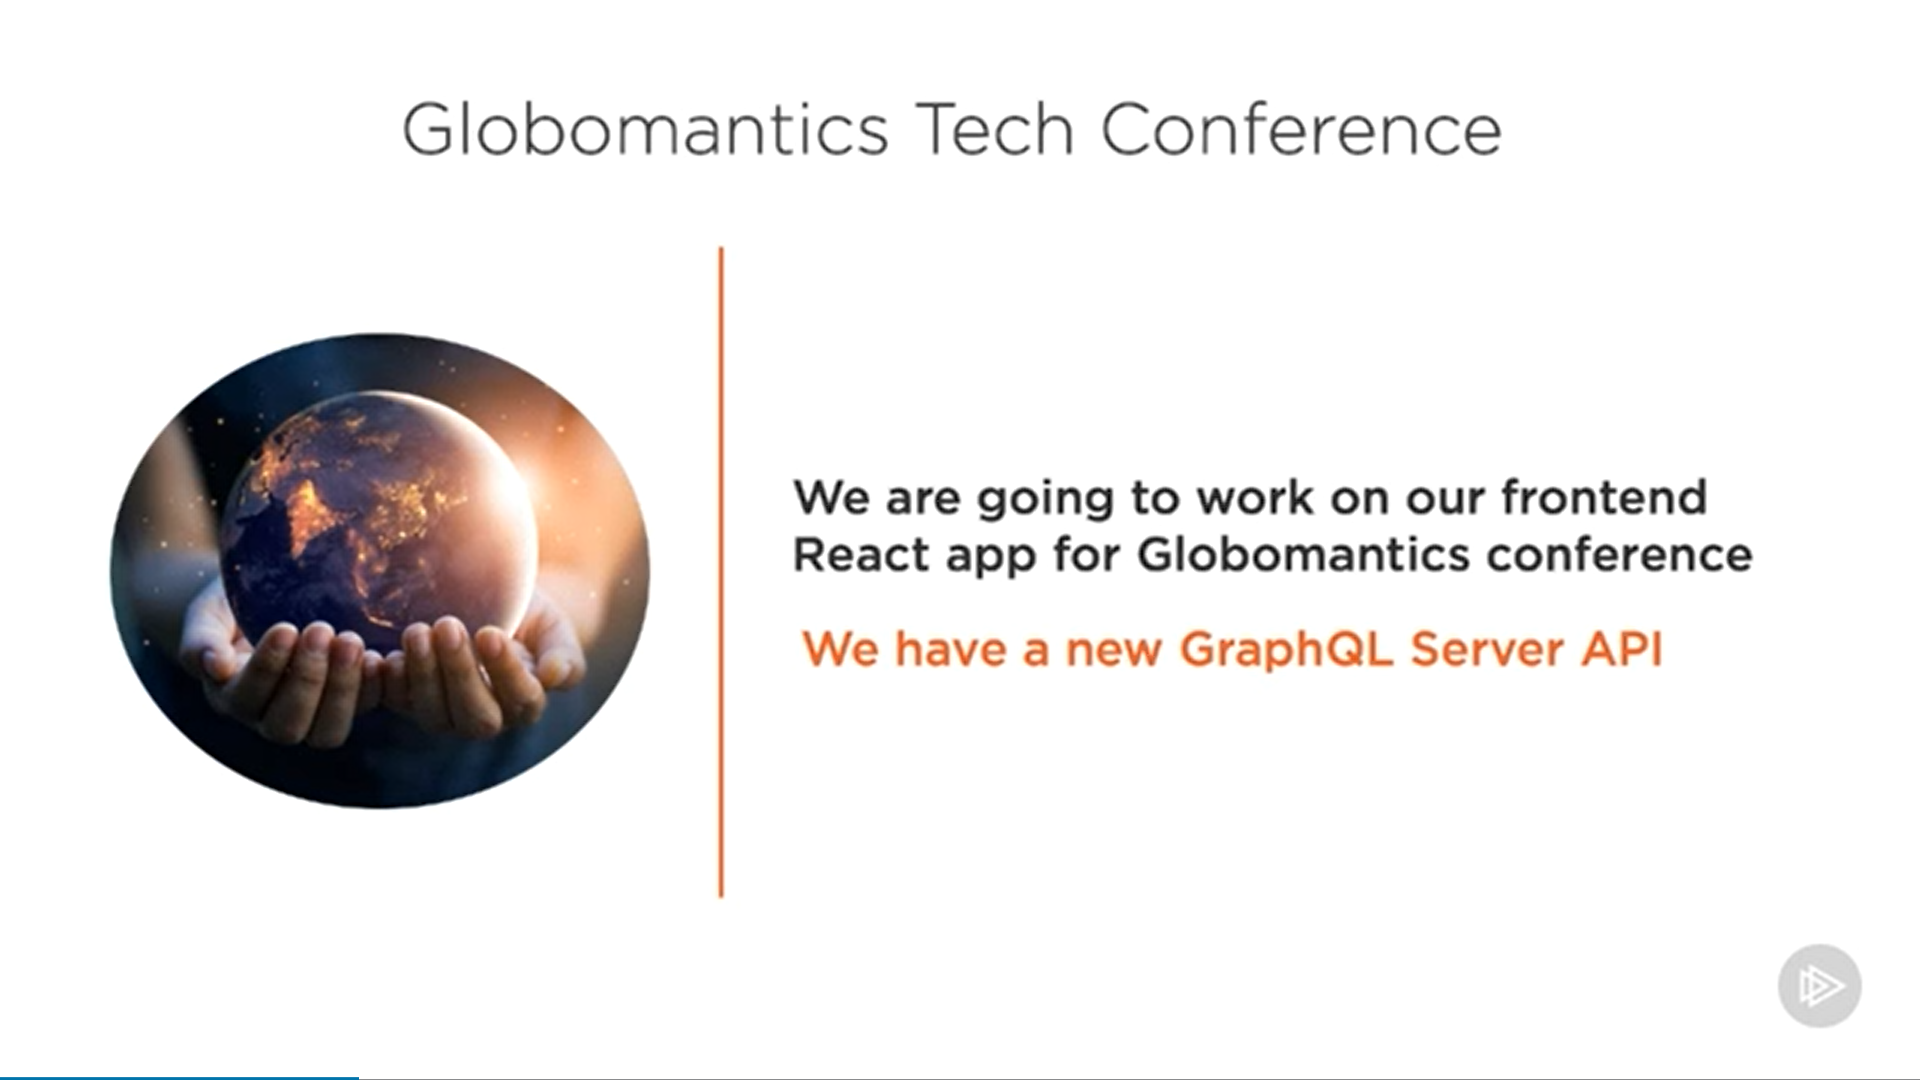 Globomantics Tech Conference
We are going to work on our frontend
React app for Globomantics conference
We have a new GraphQL Server API